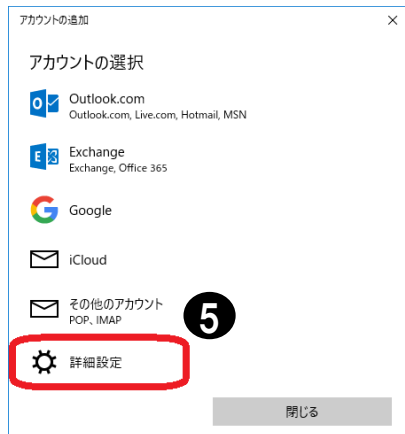 アカウントの追加
アカウントの選択
Outlook.com
Outlook.com, Live.com, Hotmail, MSN
Exchange
Exchange, Office 365
Google
iCloud
その他のアカウント
POP、IMAP
5
詳細設定
閉じる